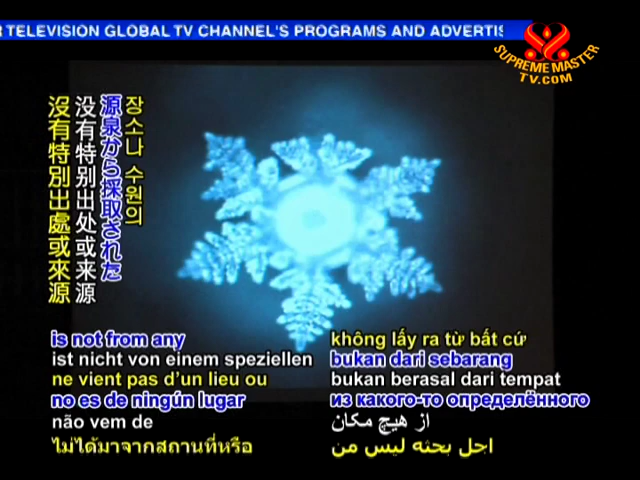 R TELEVISION GLOBAL TV CHANNEL'S PROGRAMS AND ADVERTIS
SUPREME MASTER
TV.COM
장소나 수원의
源泉から採取された
没有特别出处或来源
沒有特別出處或來源
is not from any
ist nicht von einem speziellen
ne vient pas d'un lieu ou
no es de ningún lugar
não vem de
ไม่ได้มาจากสถานที่หรือ
không lấy ra từ bất cứ
bukan dari sebarang
bukan berasal dari tempat
из какого-то определённого
از هیچ مکان
اجل بحثه ليس من